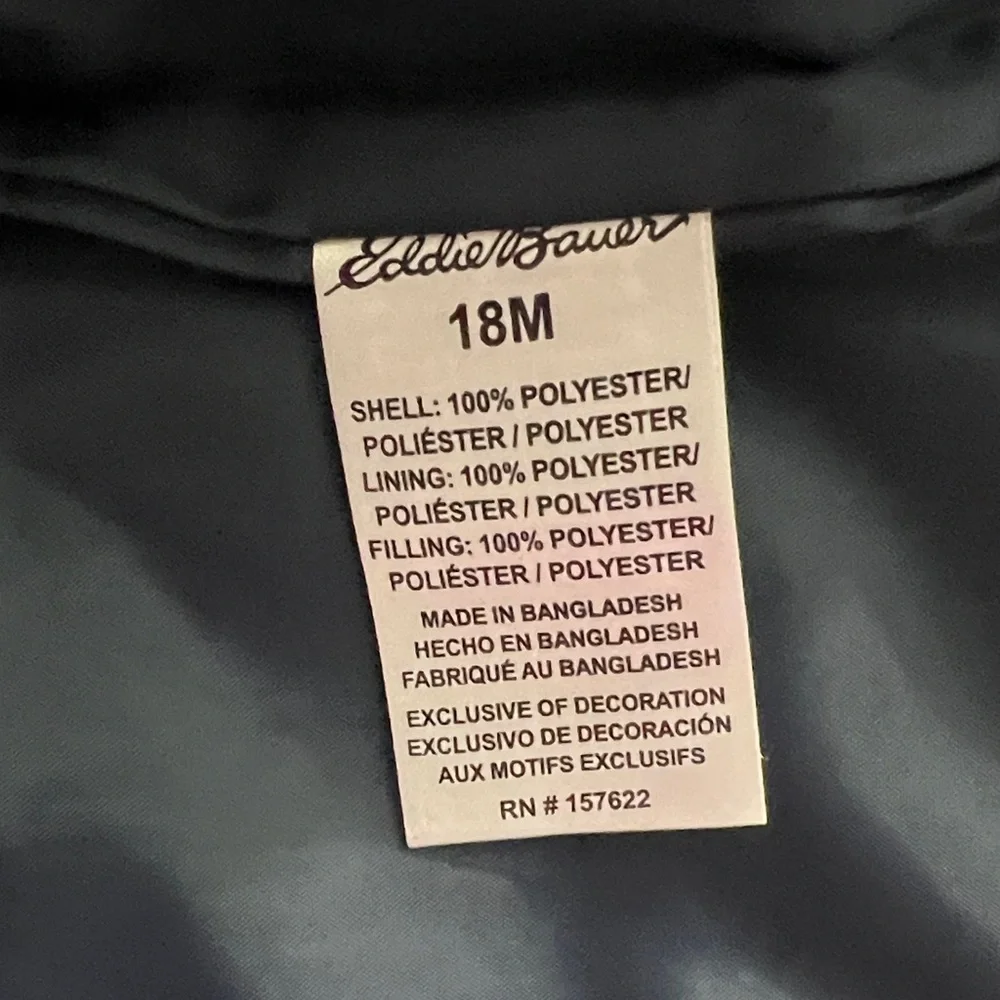 Eddie Bauer
18M
SHELL: 100% POLYESTER/
POLIÉSTER / POLYESTER
LINING: 100% POLYESTER/
POLIÉSTER / POLYESTER
FILLING: 100% POLYESTER/
POLIÉSTER / POLYESTER
MADE IN BANGLADESH
HECHO EN BANGLADESH
FABRIQUÉ AU BANGLADESH
EXCLUSIVE OF DECORATION
EXCLUSIVO DE DECORACIÓN
AUX MOTIFS EXCLUSIFS
RN # 157622